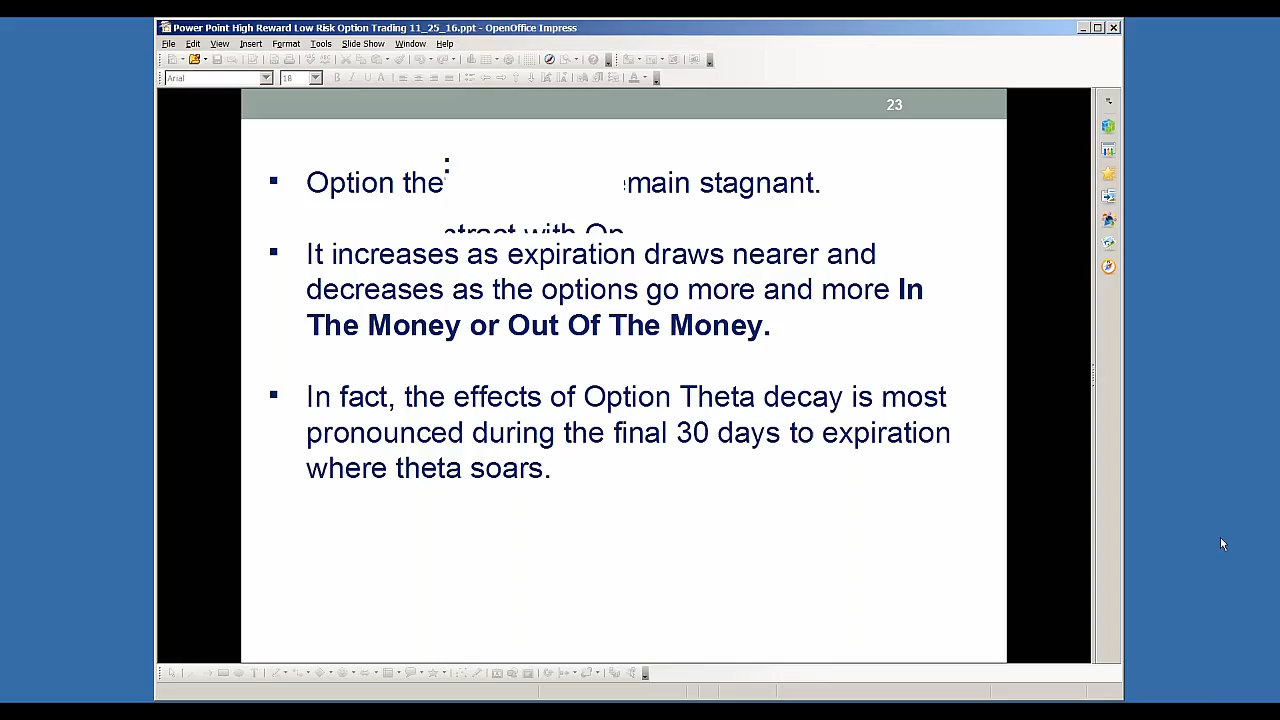 Power Point High Reward Low Risk Option Trading 11_25_16.ppt - OpenOffice Impress
File Edit View Insert Format Tools Slide Show Window Help
Arial 18
23
▪ Option the main stagnant.
with Op
▪ It increases as expiration draws nearer and
decreases as the options go more and more In
The Money or Out Of The Money.
▪ In fact, the effects of Option Theta decay is most
pronounced during the final 30 days to expiration
where theta soars.